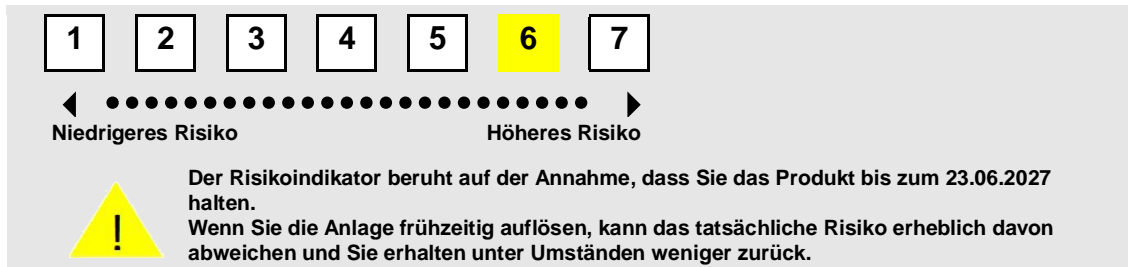 1 2 3 4 5 6 7
Niedrigeres Risiko Höheres Risiko
Der Risikoindikator beruht auf der Annahme, dass Sie das Produkt bis zum 23.06.2027
halten.
Wenn Sie die Anlage frühzeitig auflösen, kann das tatsächliche Risiko erheblich davon
abweichen und Sie erhalten unter Umständen weniger zurück.
!